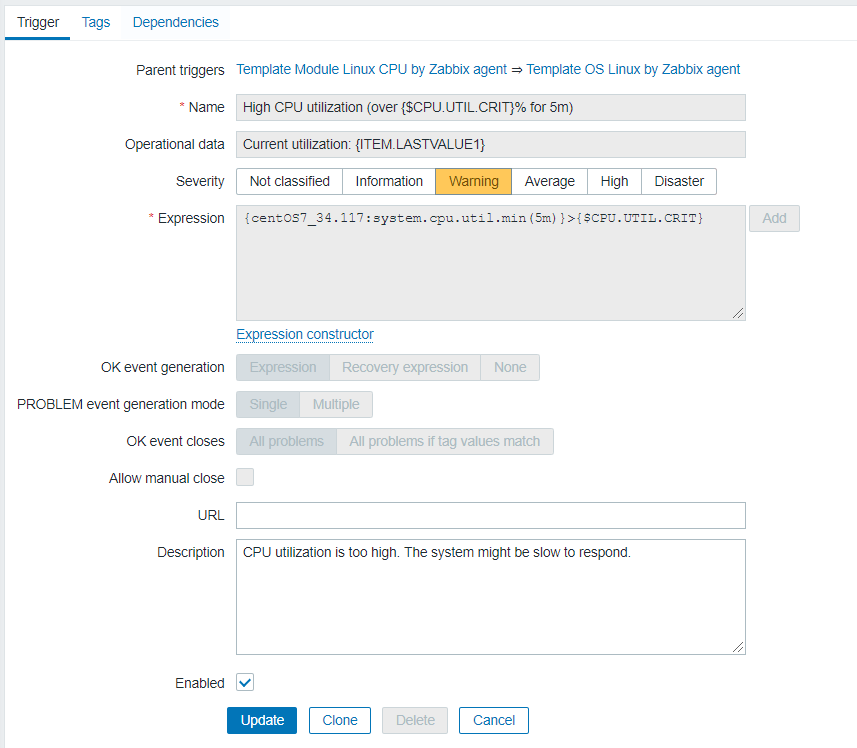 Trigger Tags Dependencies
Parent triggers Template Module Linux CPU by Zabbix agent ⇒ Template OS Linux by Zabbix agent
* Name High CPU utilization (over {$CPU.UTIL.CRIT}% for 5m)
Operational data Current utilization: {ITEM.LASTVALUE1}
Severity Not classified Information Warning Average High Disaster
* Expression {centOS7_34.117:system.cpu.util.min(5m)}>{$CPU.UTIL.CRIT} Add
Expression constructor
OK event generation Expression Recovery expression None
PROBLEM event generation mode Single Multiple
OK event closes All problems All problems if tag values match
Allow manual close
URL
Description CPU utilization is too high. The system might be slow to respond.
Enabled
Update Clone Delete Cancel